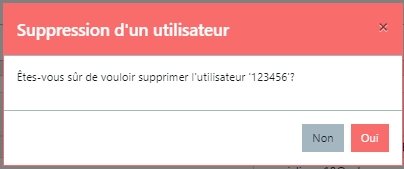 Suppression d'un utilisateur ×
Êtes-vous sûr de vouloir supprimer l'utilisateur '123456'?
Non Oui